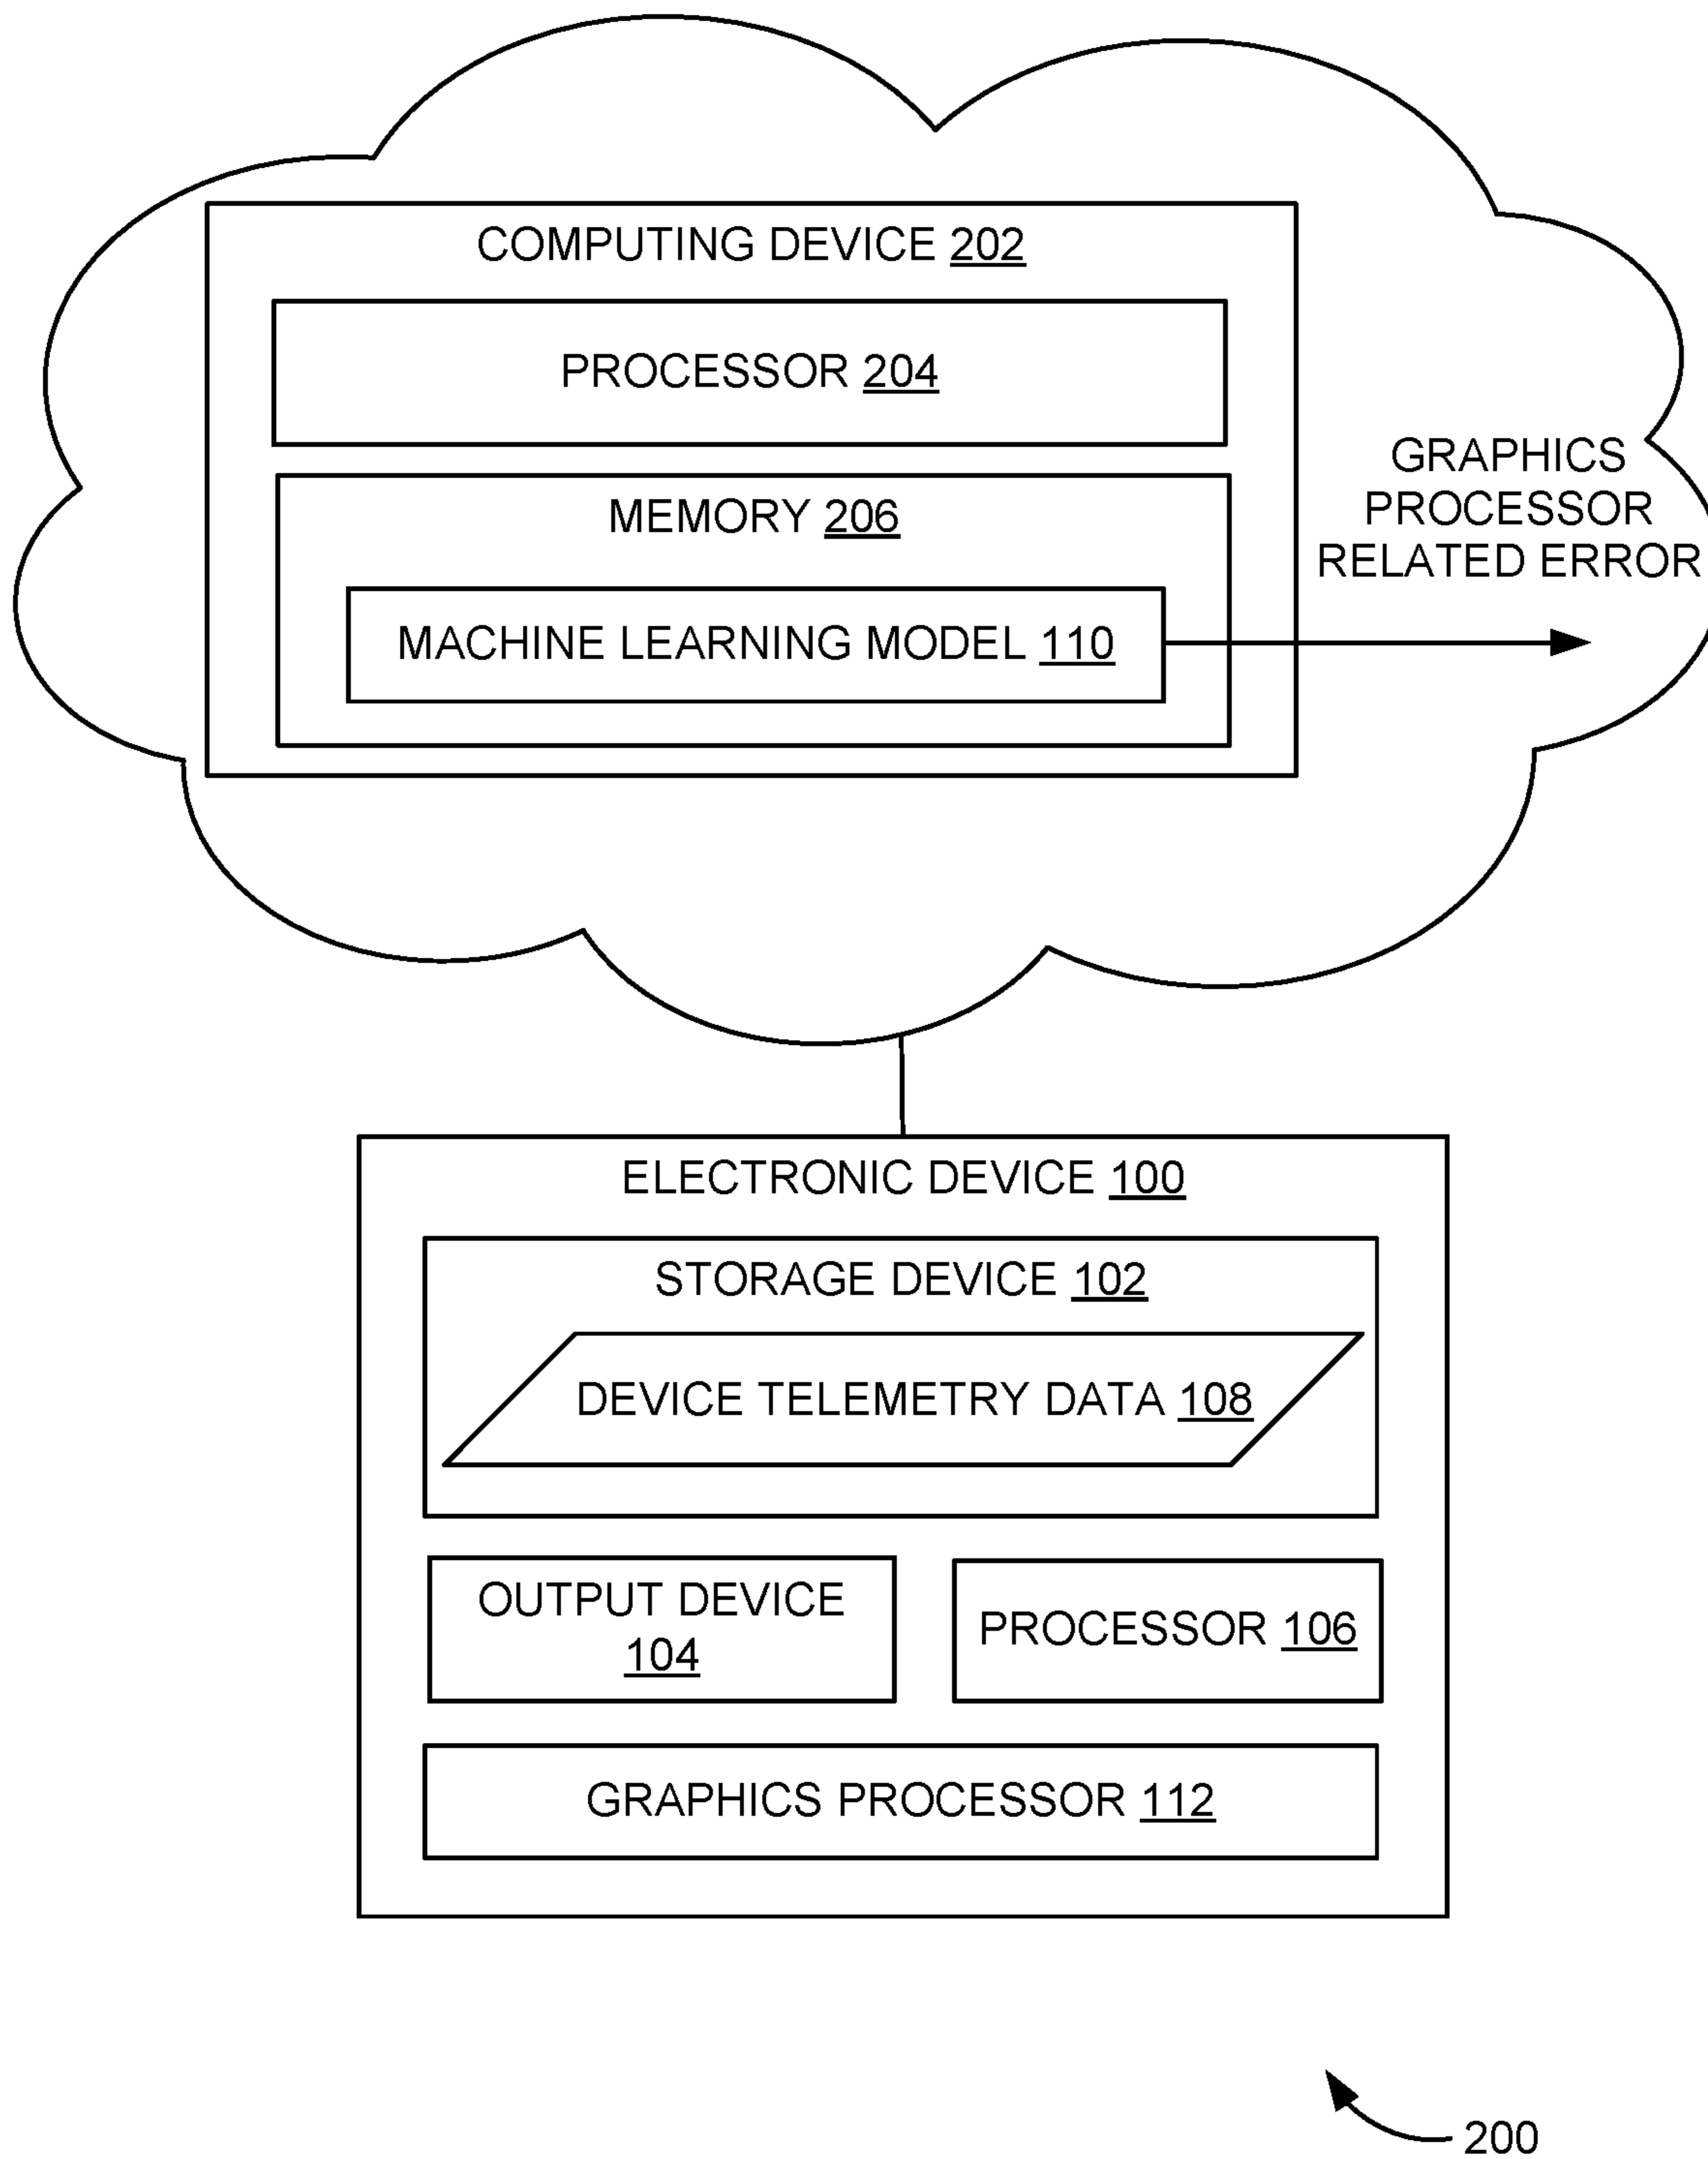 COMPUTING DEVICE 202
PROCESSOR 204
MEMORY 206
MACHINE LEARNING MODEL 110
GRAPHICS
PROCESSOR
RELATED ERROR
ELECTRONIC DEVICE 100
STORAGE DEVICE 102
DEVICE TELEMETRY DATA 108
OUTPUT DEVICE
104
PROCESSOR 106
GRAPHICS PROCESSOR 112
200